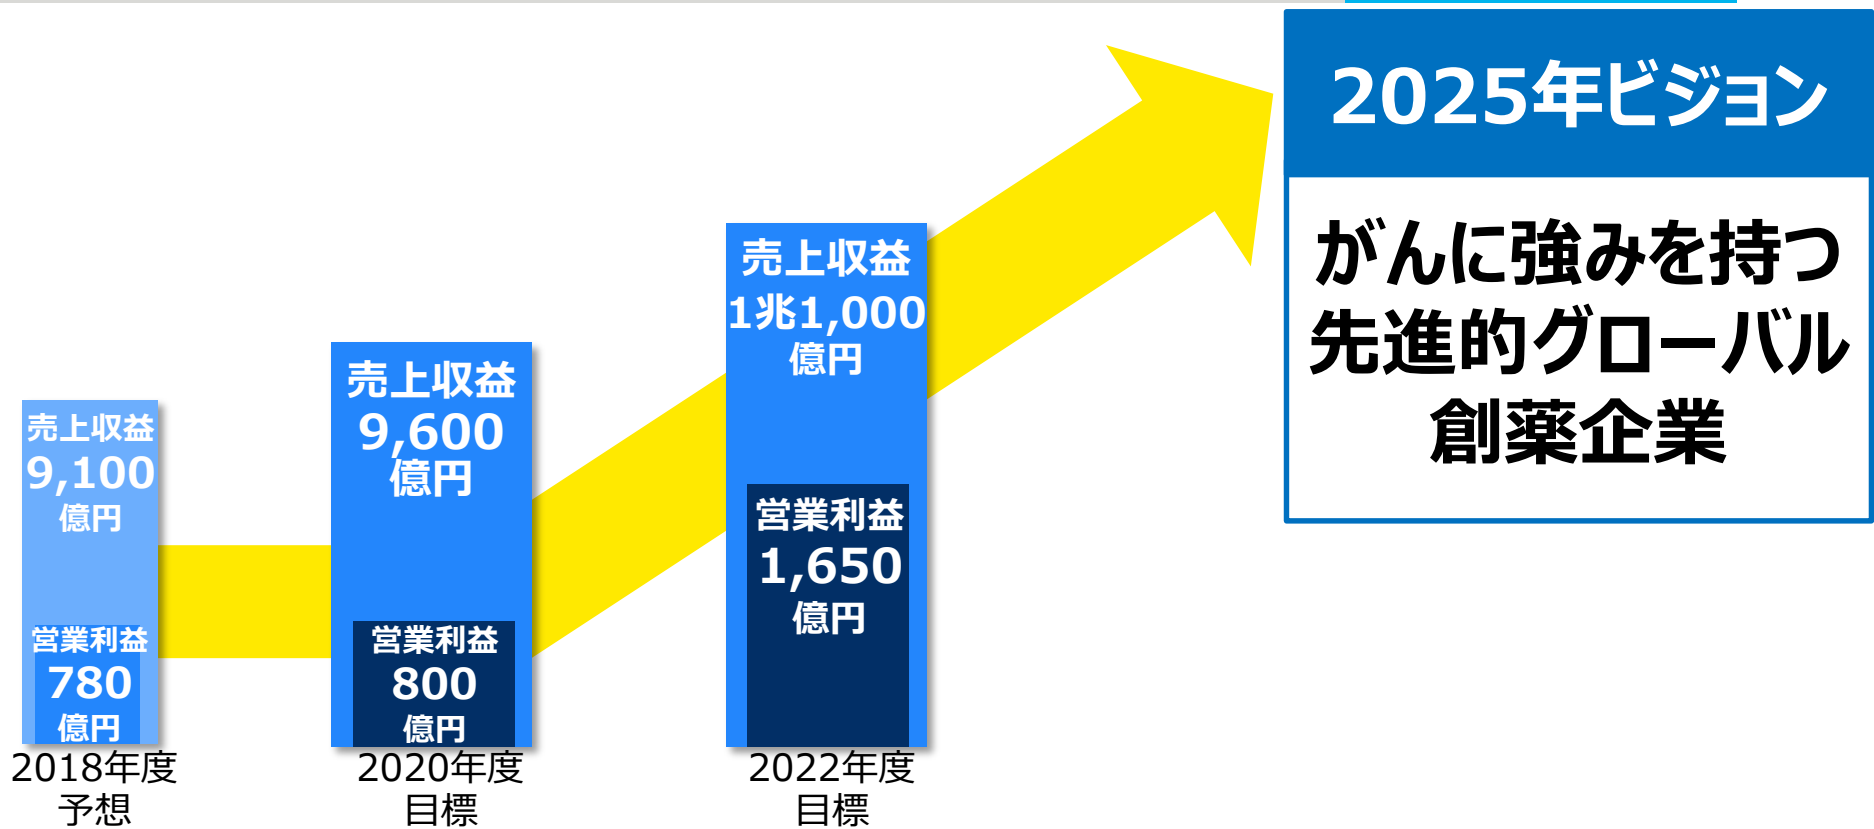 2025年ビジョン
がんに強みを持つ
先進的グローバル
創薬企業
売上収益
9,100
億円
営業利益
780
億円
2018年度
予想
売上収益
9,600
億円
営業利益
800
億円
2020年度
目標
売上収益
1兆1,000
億円
営業利益
1,650
億円
2022年度
目標